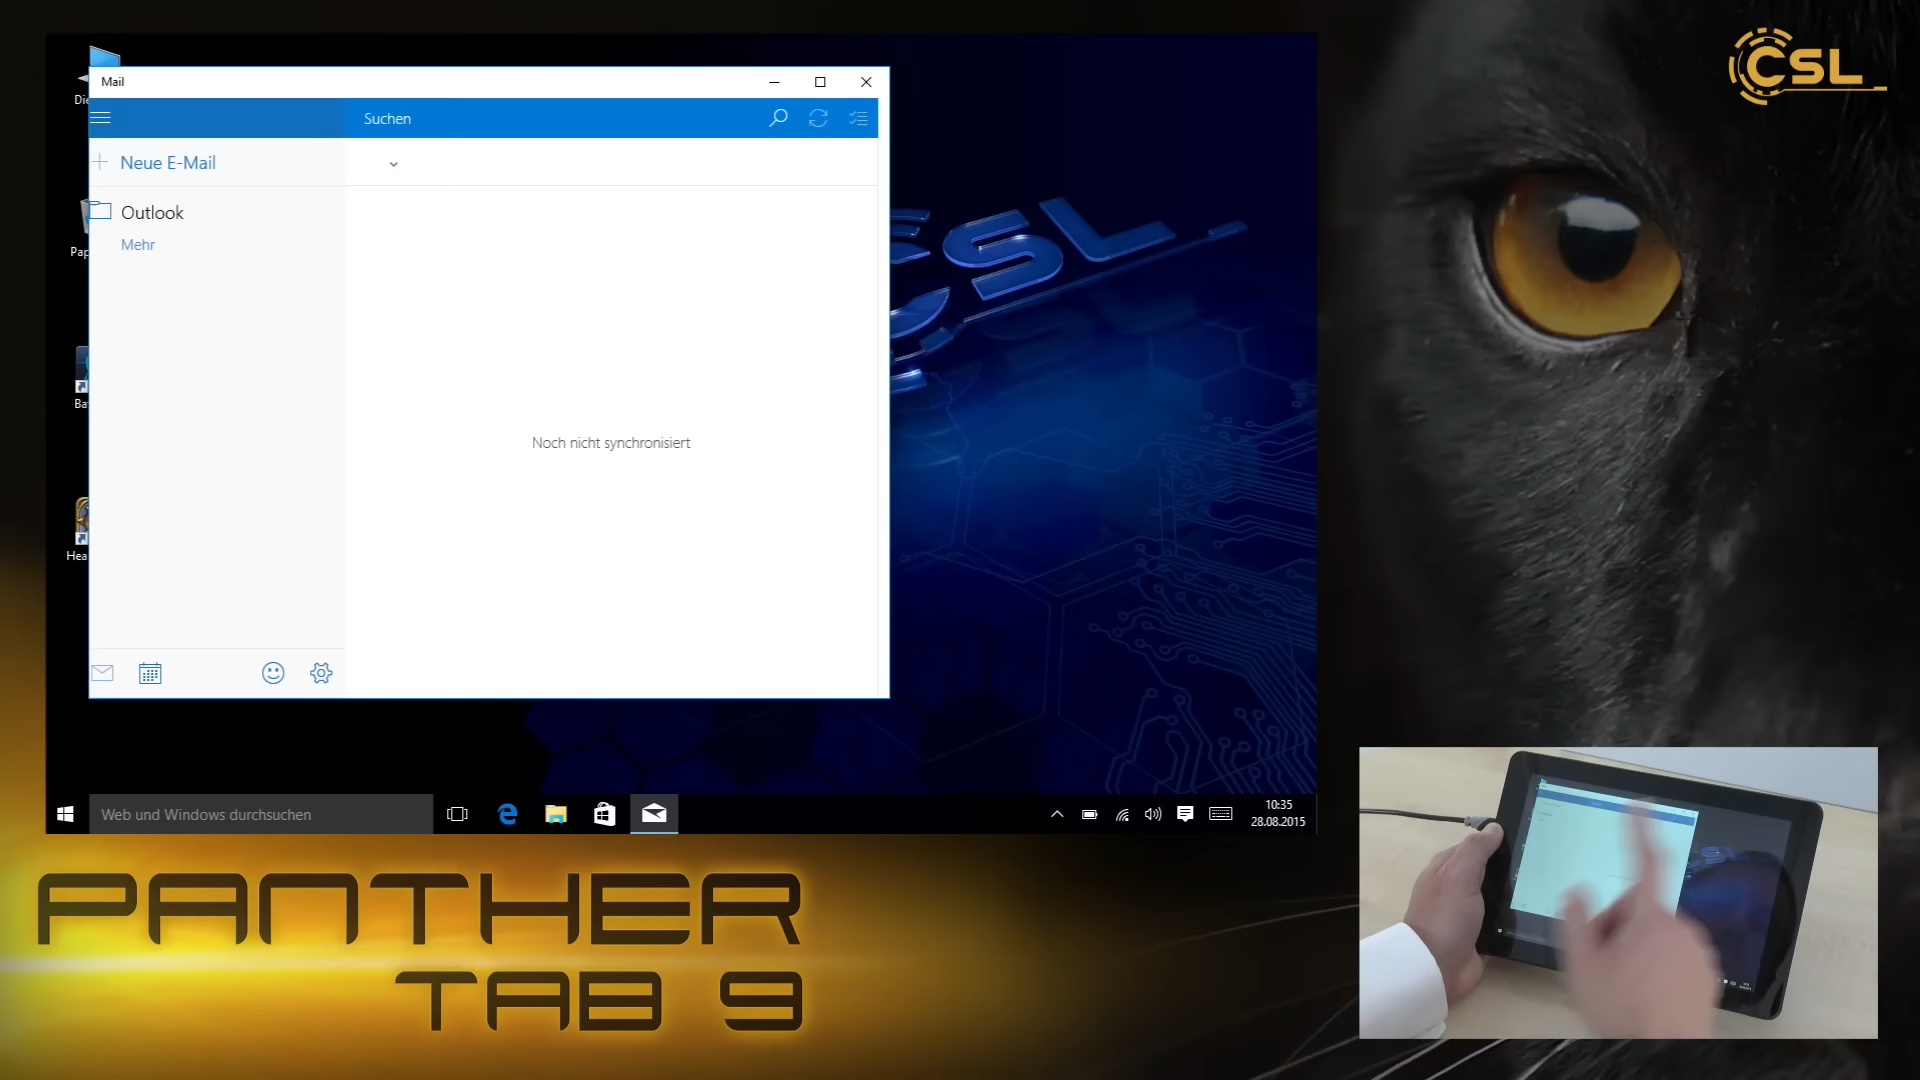 CSL
Mail
Suchen
Neue E-Mail
Outlook
Mehr
Noch nicht synchronisiert
CSL
Web und Windows durchsuchen
10:35
28.08.2015
PANTHER
TAB 9